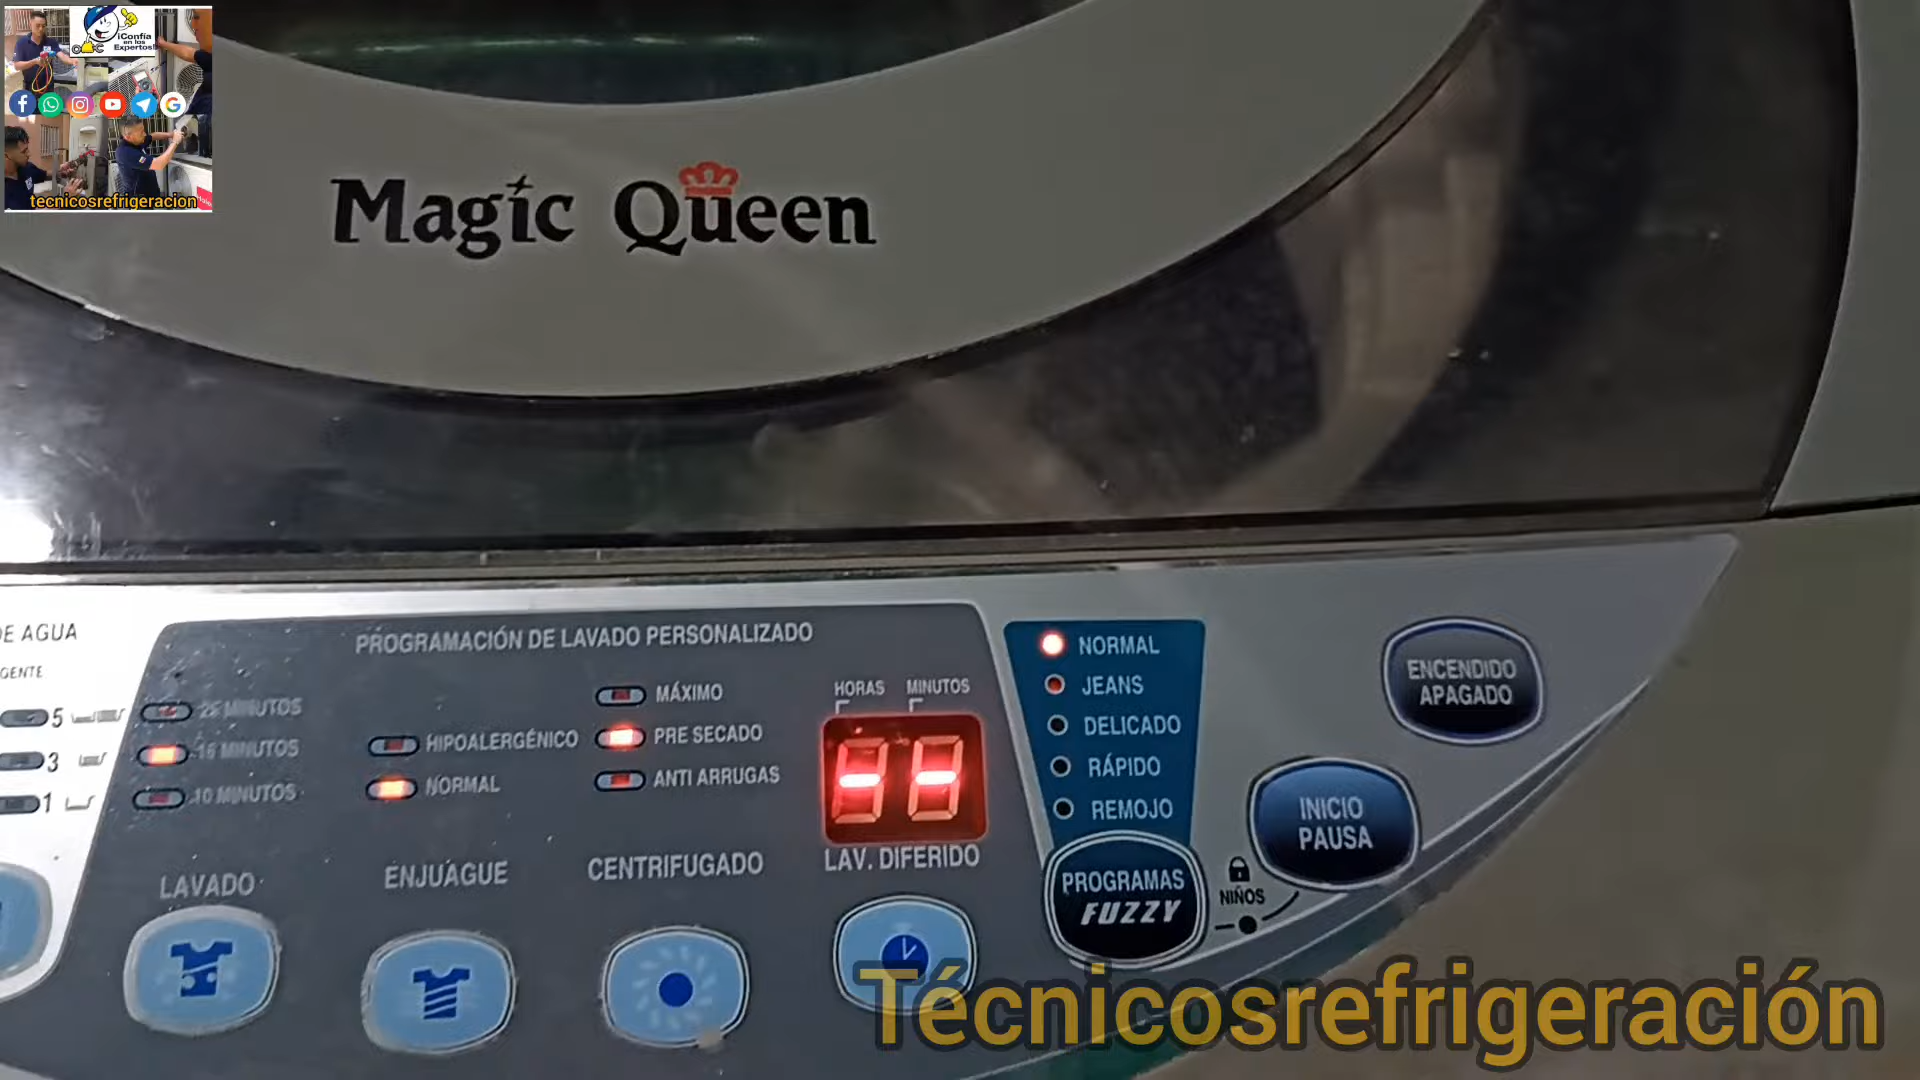 ¡Confía
en los
Expertos!
tecnicosrefrigeracion
Magic Queen
DE AGUA
GENTE
5
3
1
PROGRAMACIÓN DE LAVADO PERSONALIZADO
25 MINUTOS
16 MINUTOS
10 MINUTOS
LAVADO
HIPOALERGÉNICO
NORMAL
ENJUAGUE
MÁXIMO
PRE SECADO
ANTI ARRUGAS
CENTRIFUGADO
HORAS MINUTOS
--
LAV. DIFERIDO
NORMAL
JEANS
DELICADO
RÁPIDO
REMOJO
PROGRAMAS
FUZZY
NIÑOS
ENCENDIDO
APAGADO
INICIO
PAUSA
Técnicosrefrigeración